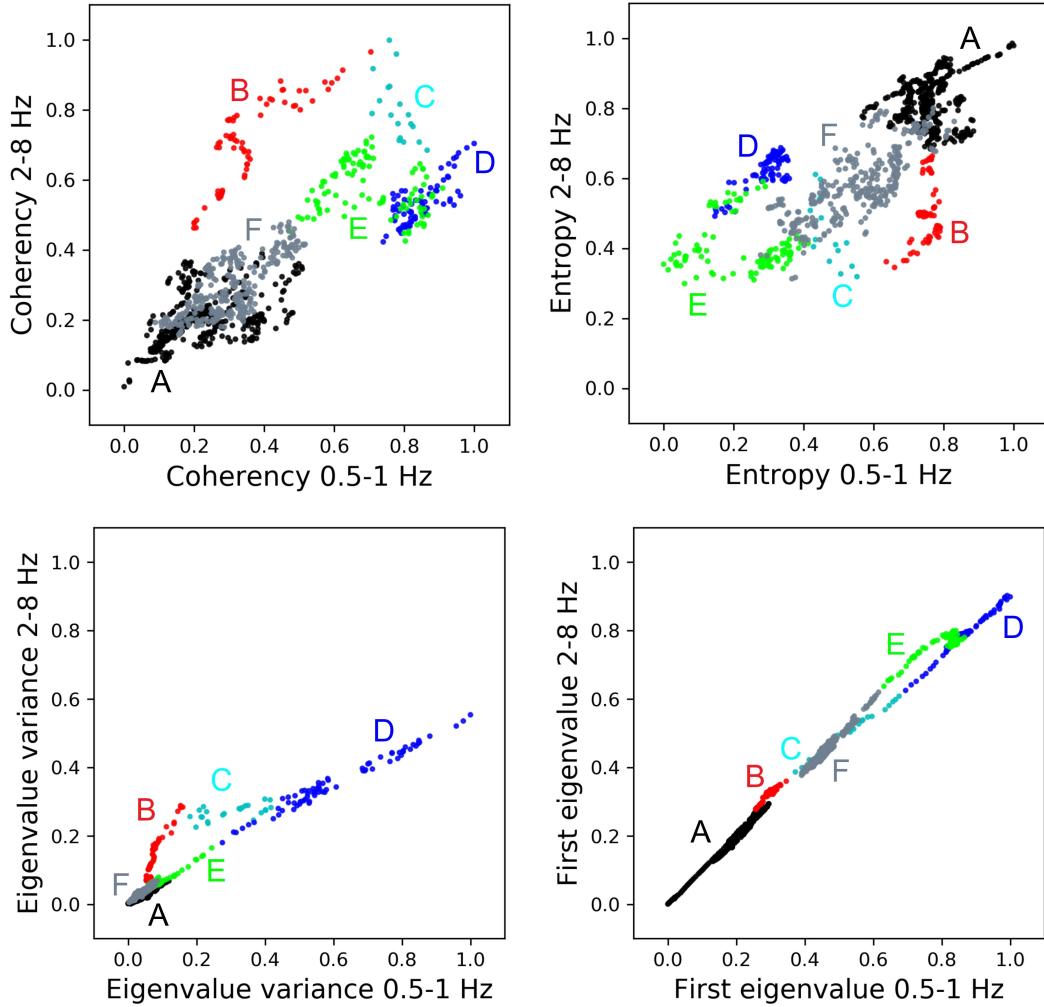 1.0
0.8
0.6
0.4
0.2
0.0
Coherency 2-8 Hz
B
C
D
E
F
A
0.0 0.2 0.4 0.6 0.8 1.0
Coherency 0.5-1 Hz
1.0
0.8
0.6
0.4
0.2
0.0
Entropy 2-8 Hz
A
F
D
B
C
E
0.0 0.2 0.4 0.6 0.8 1.0
Entropy 0.5-1 Hz
1.0
0.8
0.6
0.4
0.2
0.0
Eigenvalue variance 2-8 Hz
D
C
B
E
F
A
0.0 0.2 0.4 0.6 0.8 1.0
Eigenvalue variance 0.5-1 Hz
1.0
0.8
0.6
0.4
0.2
0.0
First eigenvalue 2-8 Hz
E
D
C
B
F
A
0.0 0.2 0.4 0.6 0.8 1.0
First eigenvalue 0.5-1 Hz